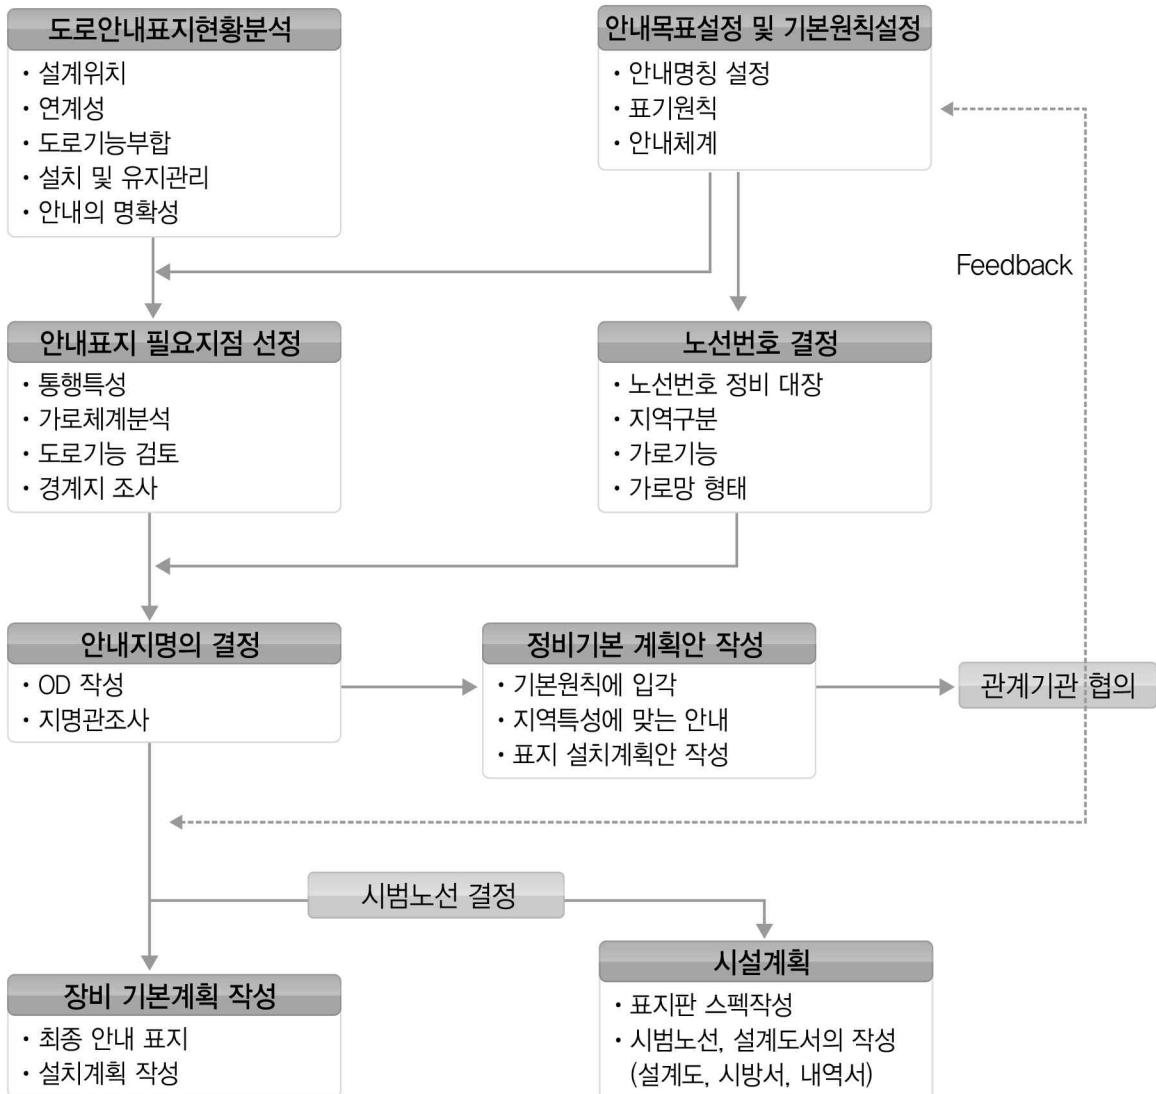 도로안내표지현황분석
· 설계위치
· 연계성
· 도로기능부합
· 설치 및 유지관리
· 안내의 명확성
안내목표설정 및 기본원칙설정
· 안내명칭 설정
· 표기원칙
· 안내체계
Feedback
안내표지 필요지점 선정
· 통행특성
· 가로체계분석
· 도로기능 검토
· 경계지 조사
노선번호 결정
· 노선번호 정비 대장
· 지역구분
· 가로기능
· 가로망 형태
안내지명의 결정
· OD 작성
· 지명관조사
정비기본 계획안 작성
· 기본원칙에 입각
· 지역특성에 맞는 안내
· 표지 설치계획안 작성
관계기관 협의
시범노선 결정
장비 기본계획 작성
· 최종 안내 표지
· 설치계획 작성
시설계획
· 표지판 스펙작성
· 시범노선, 설계도서의 작성
(설계도, 시방서, 내역서)